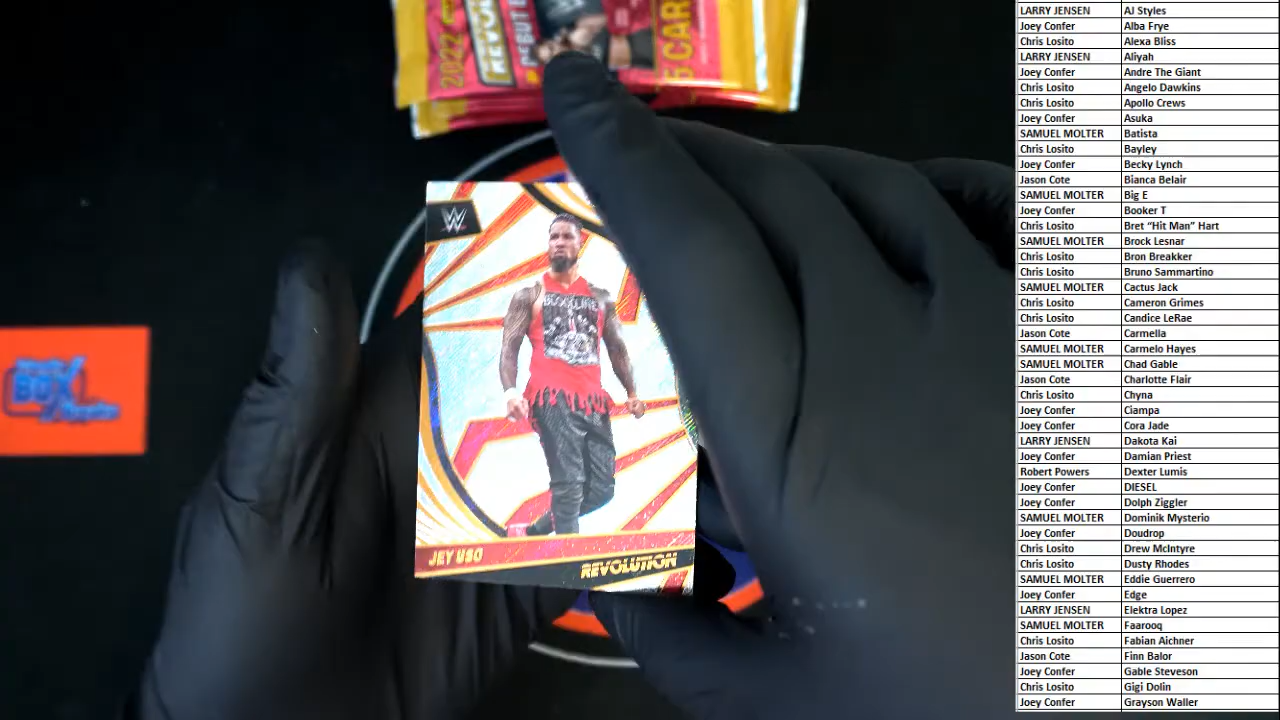 2022
REVOL
DEBUT E
5 CAR
W
BLOODLINE
JEY USO
REVOLUTION
BOX
LARRY JENSEN AJ Styles
Joey Confer Alba Frye
Chris Losito Alexa Bliss
LARRY JENSEN Aliyah
Joey Confer Andre The Giant
Chris Losito Angelo Dawkins
Chris Losito Apollo Crews
Joey Confer Asuka
SAMUEL MOLTER Batista
Chris Losito Bayley
Joey Confer Becky Lynch
Jason Cote Bianca Belair
SAMUEL MOLTER Big E
Joey Confer Booker T
Chris Losito Bret “Hit Man” Hart
SAMUEL MOLTER Brock Lesnar
Chris Losito Bron Breakker
Chris Losito Bruno Sammartino
SAMUEL MOLTER Cactus Jack
Chris Losito Cameron Grimes
Chris Losito Candice LeRae
Jason Cote Carmella
SAMUEL MOLTER Carmelo Hayes
SAMUEL MOLTER Chad Gable
Jason Cote Charlotte Flair
Chris Losito Chyna
Joey Confer Ciampa
Joey Confer Cora Jade
LARRY JENSEN Dakota Kai
Joey Confer Damian Priest
Robert Powers Dexter Lumis
Joey Confer DIESEL
Joey Confer Dolph Ziggler
SAMUEL MOLTER Dominik Mysterio
Joey Confer Doudrop
Chris Losito Drew McIntyre
Chris Losito Dusty Rhodes
SAMUEL MOLTER Eddie Guerrero
Joey Confer Edge
LARRY JENSEN Elektra Lopez
SAMUEL MOLTER Faarooq
Chris Losito Fabian Aichner
Jason Cote Finn Balor
Joey Confer Gable Steveson
Chris Losito Gigi Dolin
Joey Confer Grayson Waller